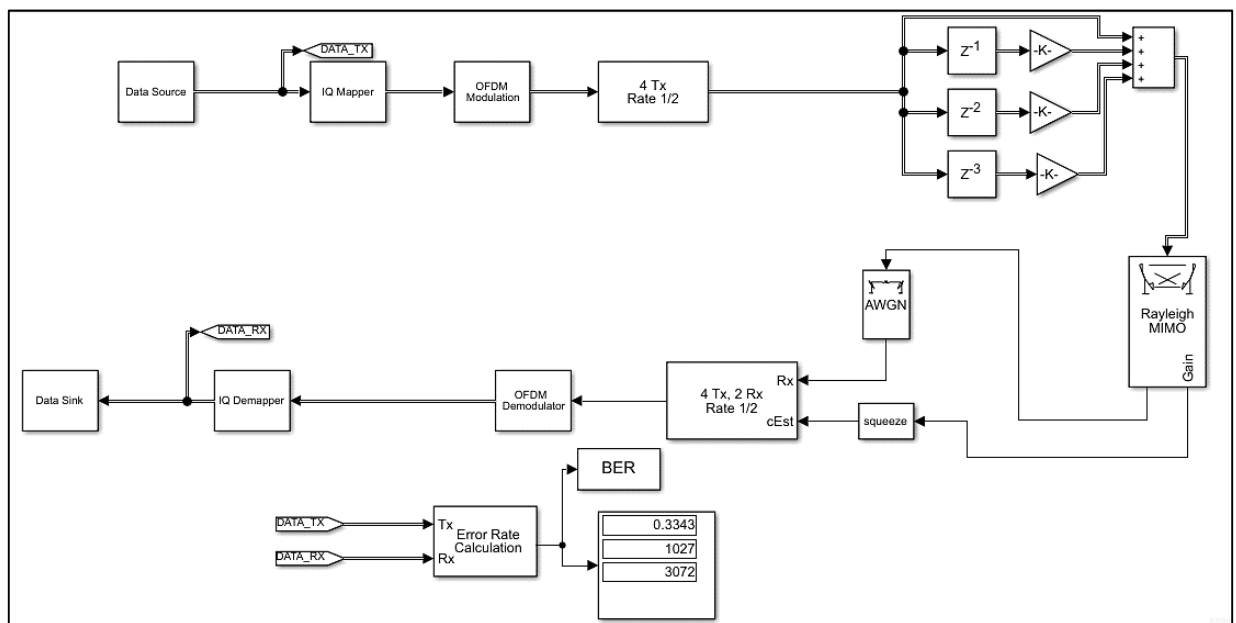 DATA_TX
Data Source
IQ Mapper
OFDM
Modulation
4 Tx
Rate 1/2
Z-1
-K-
Z-2
-K-
Z-3
-K-
+
+
+
+
AWGN
Rayleigh
MIMO
Gain
DATA_RX
Data Sink
IQ Demapper
OFDM
Demodulator
4 Tx, 2 Rx
Rate 1/2
Rx
cEst
squeeze
BER
DATA_TX
DATA_RX
Tx
Rx
Error Rate
Calculation
0.3343
1027
3072